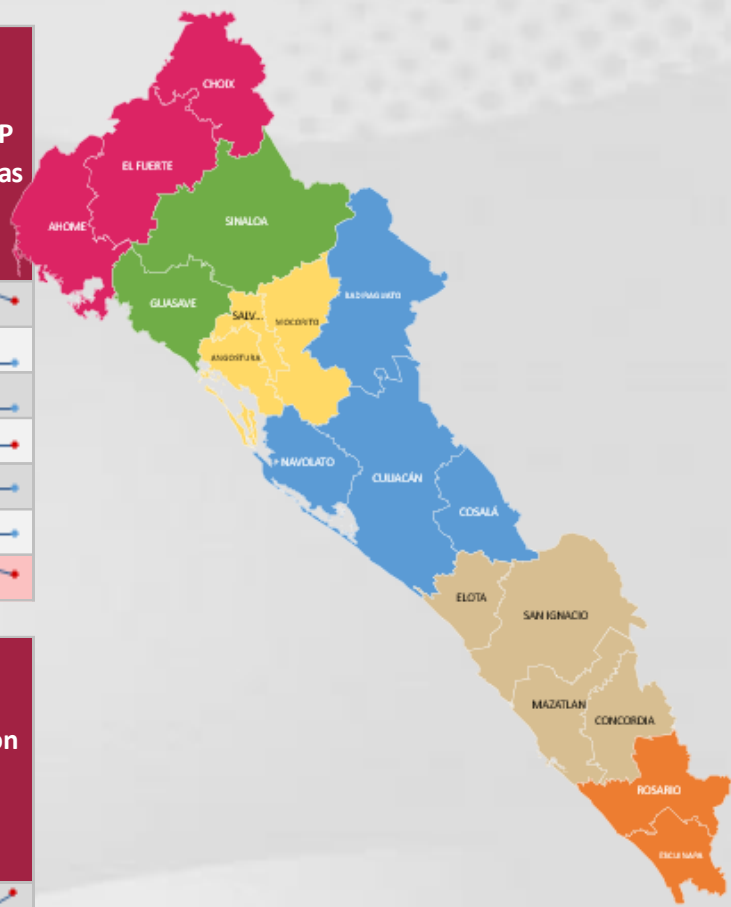 P
as
on
CHOIX
EL FUERTE
AHOME
SINALOA
GUASAVE
BADIRAGUATO
SALV...
MOCORITO
ANGOSTURA
NAVOLATO
CULIACÁN
COSALÁ
ELOTA
SAN IGNACIO
MAZATLAN
CONCORDIA
ROSARIO
ESCUINAPA